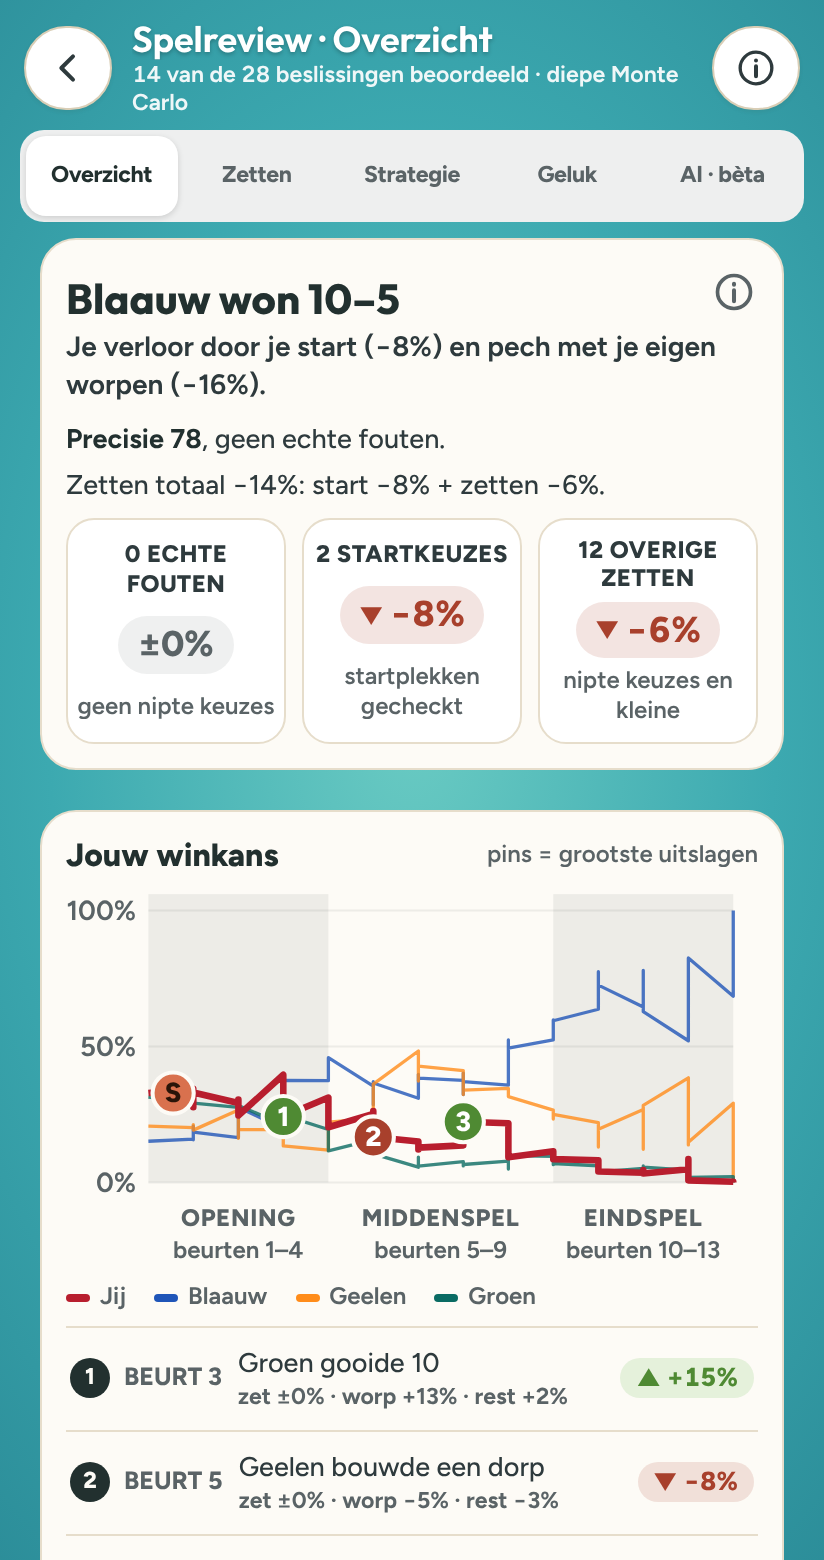 Spelreview · Overzicht
14 van de 28 beslissingen beoordeeld · diepe Monte
Carlo
Overzicht
Zetten
Strategie
Geluk
AI · bèta
Blaauw won 10–5
Je verloor door je start (−8%) en pech met je eigen
worpen (−16%).
Precisie 78, geen echte fouten.
Zetten totaal −14%: start −8% + zetten −6%.
0 ECHTE
FOUTEN
±0%
geen nipte keuzes
2 STARTKEUZES
▼ −8%
startplekken
gecheckt
12 OVERIGE
ZETTEN
▼ −6%
nipte keuzes en
kleine
Jouw winkans
pins = grootste uitslagen
100%
50%
0%
S
1
2
3
OPENING
beurten 1–4
MIDDENSPEL
beurten 5–9
EINDSPEL
beurten 10–13
Jij
Blaauw
Geelen
Groen
1 BEURT 3
Groen gooide 10
zet ±0% · worp +13% · rest +2%
▲ +15%
2 BEURT 5
Geelen bouwde een dorp
zet ±0% · worp −5% · rest −3%
▼ −8%